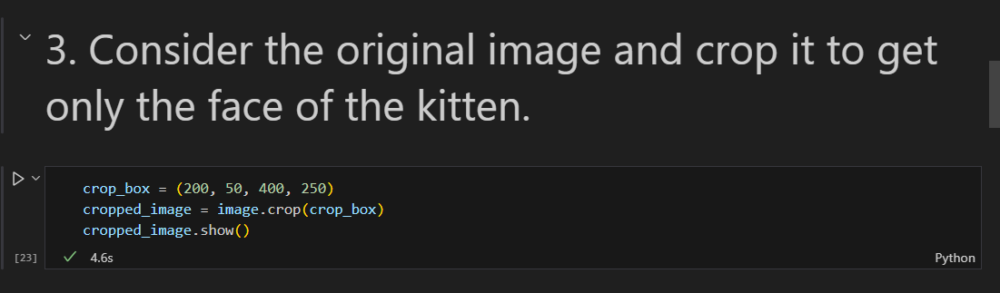 3. Consider the original image and crop it to get
only the face of the kitten.
crop_box = (200, 50, 400, 250)
cropped_image = image.crop(crop_box)
cropped_image.show()
[23]
4.6s
Python